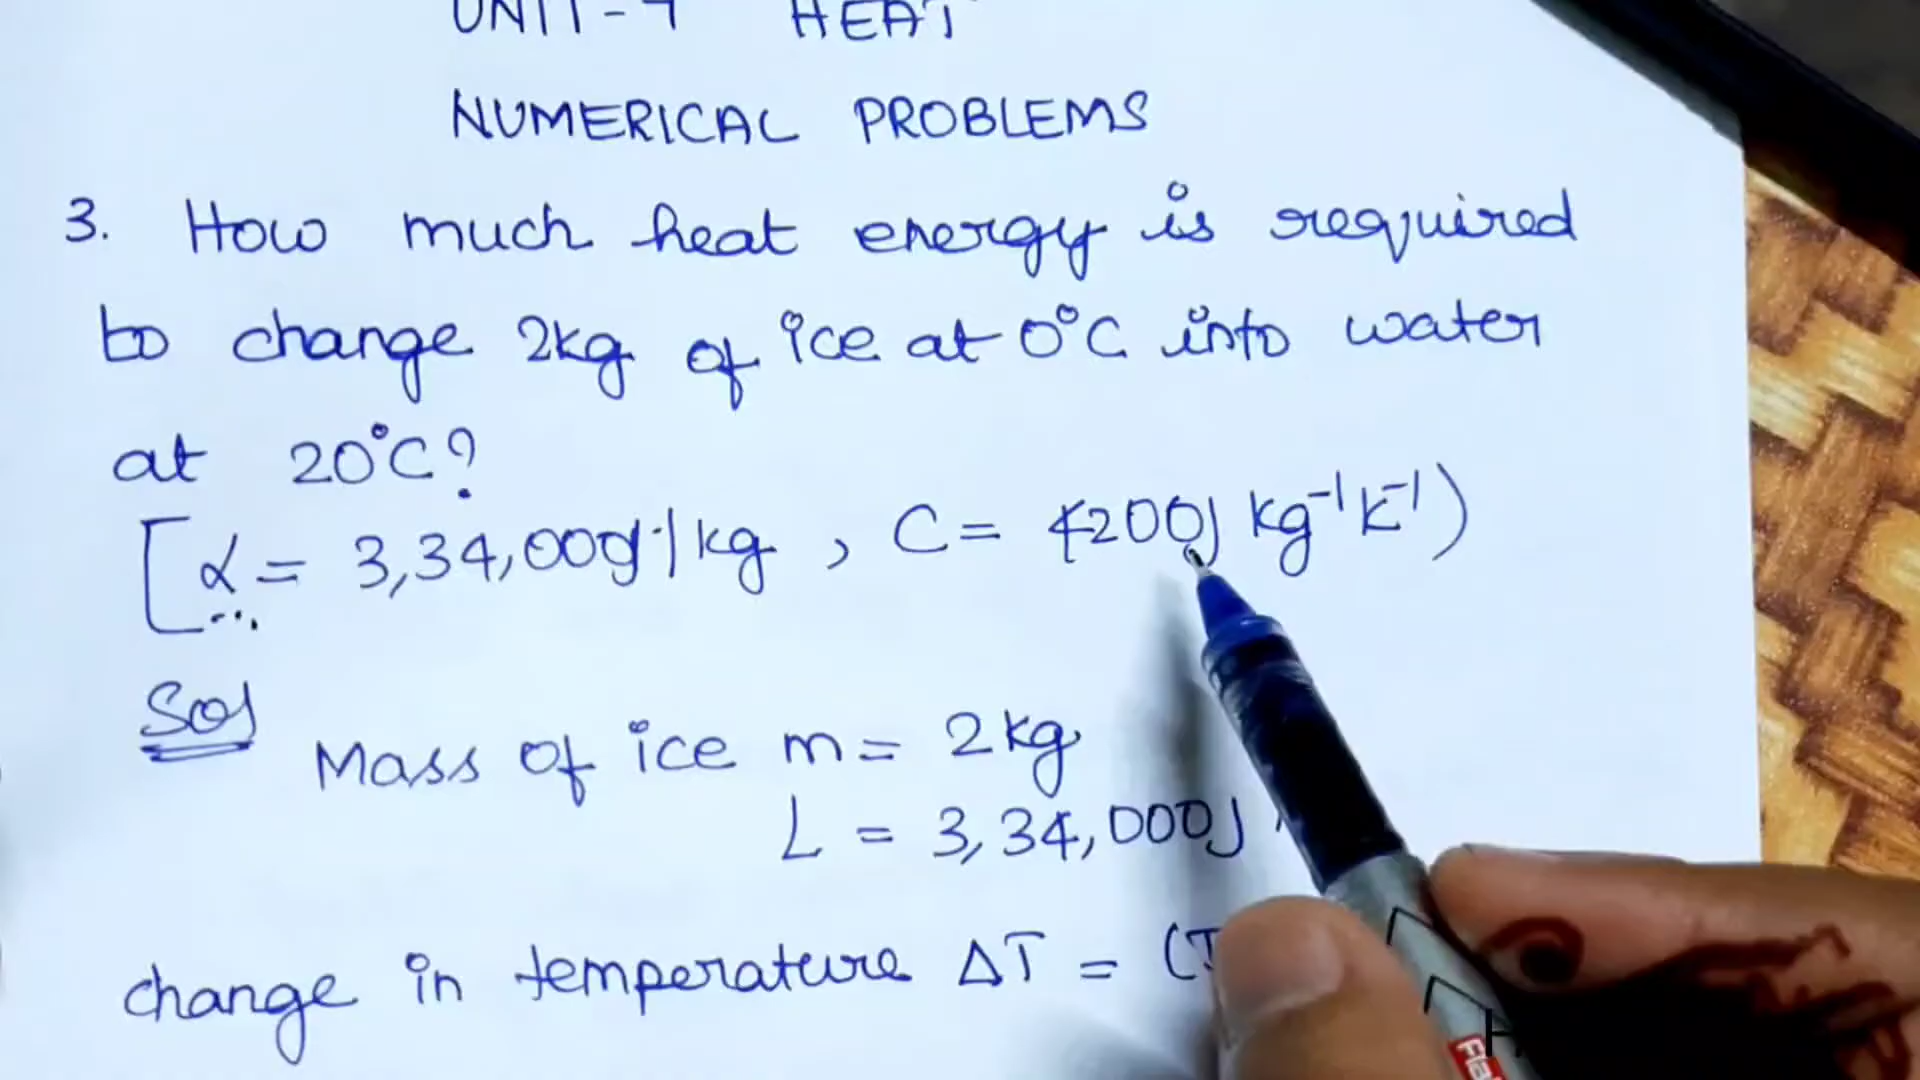 UNIT-7 HEAT
NUMERICAL PROBLEMS
3. How much heat energy is required
to change 2kg of ice at 0°C into water
at 20°C?
[L = 3,34,000J/kg, C = 4200J kg⁻¹K⁻¹)
Sol
Mass of ice m = 2kg
L = 3,34,000J
change in temperature ΔT = (T